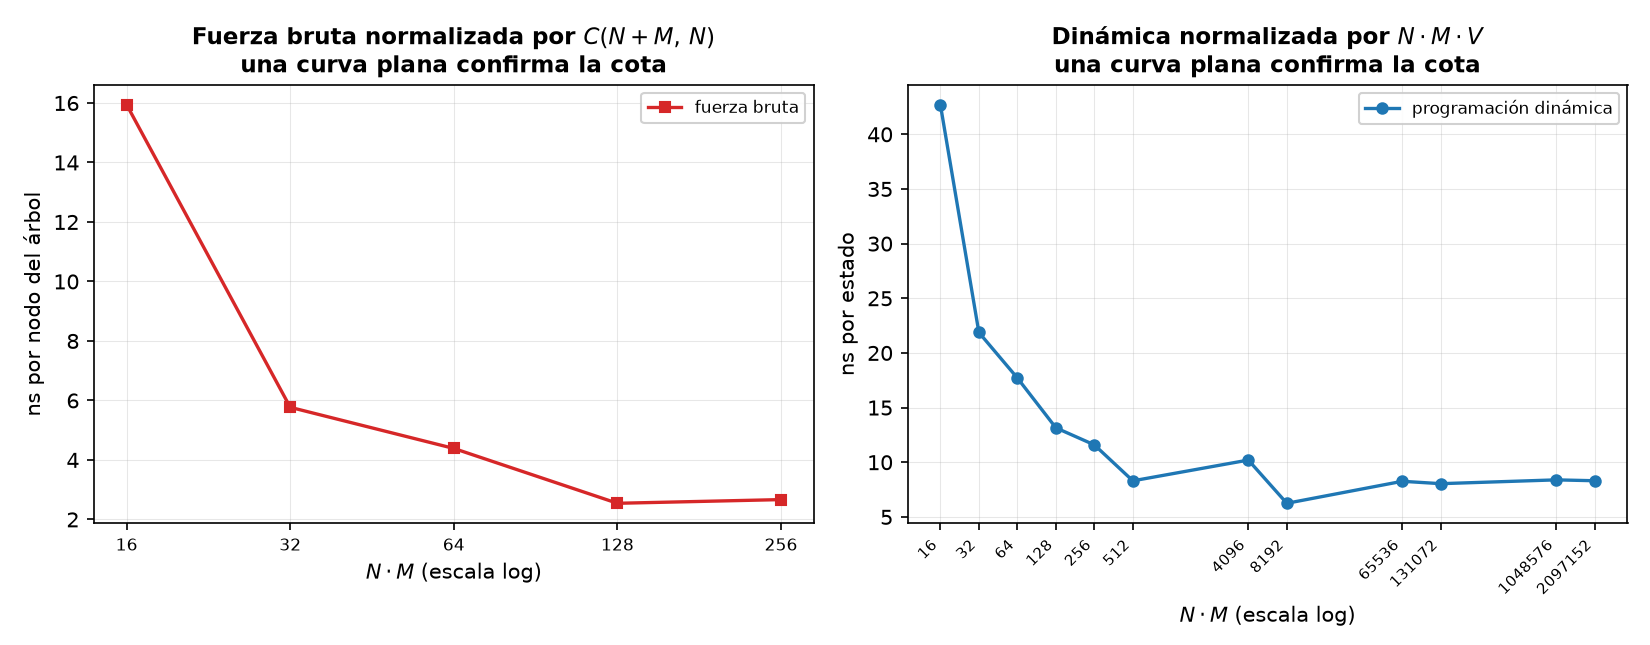 Fuerza bruta normalizada por C(N + M, N)
una curva plana confirma la cota
fuerza bruta
ns por nodo del árbol
16
14
12
10
8
6
4
2
16 32 64 128 256
N · M (escala log)
Dinámica normalizada por N · M · V
una curva plana confirma la cota
programación dinámica
ns por estado
40
35
30
25
20
15
10
5
16 32 64 128 256 512 4096 8192 65536 131072 1048576 2097152
N · M (escala log)